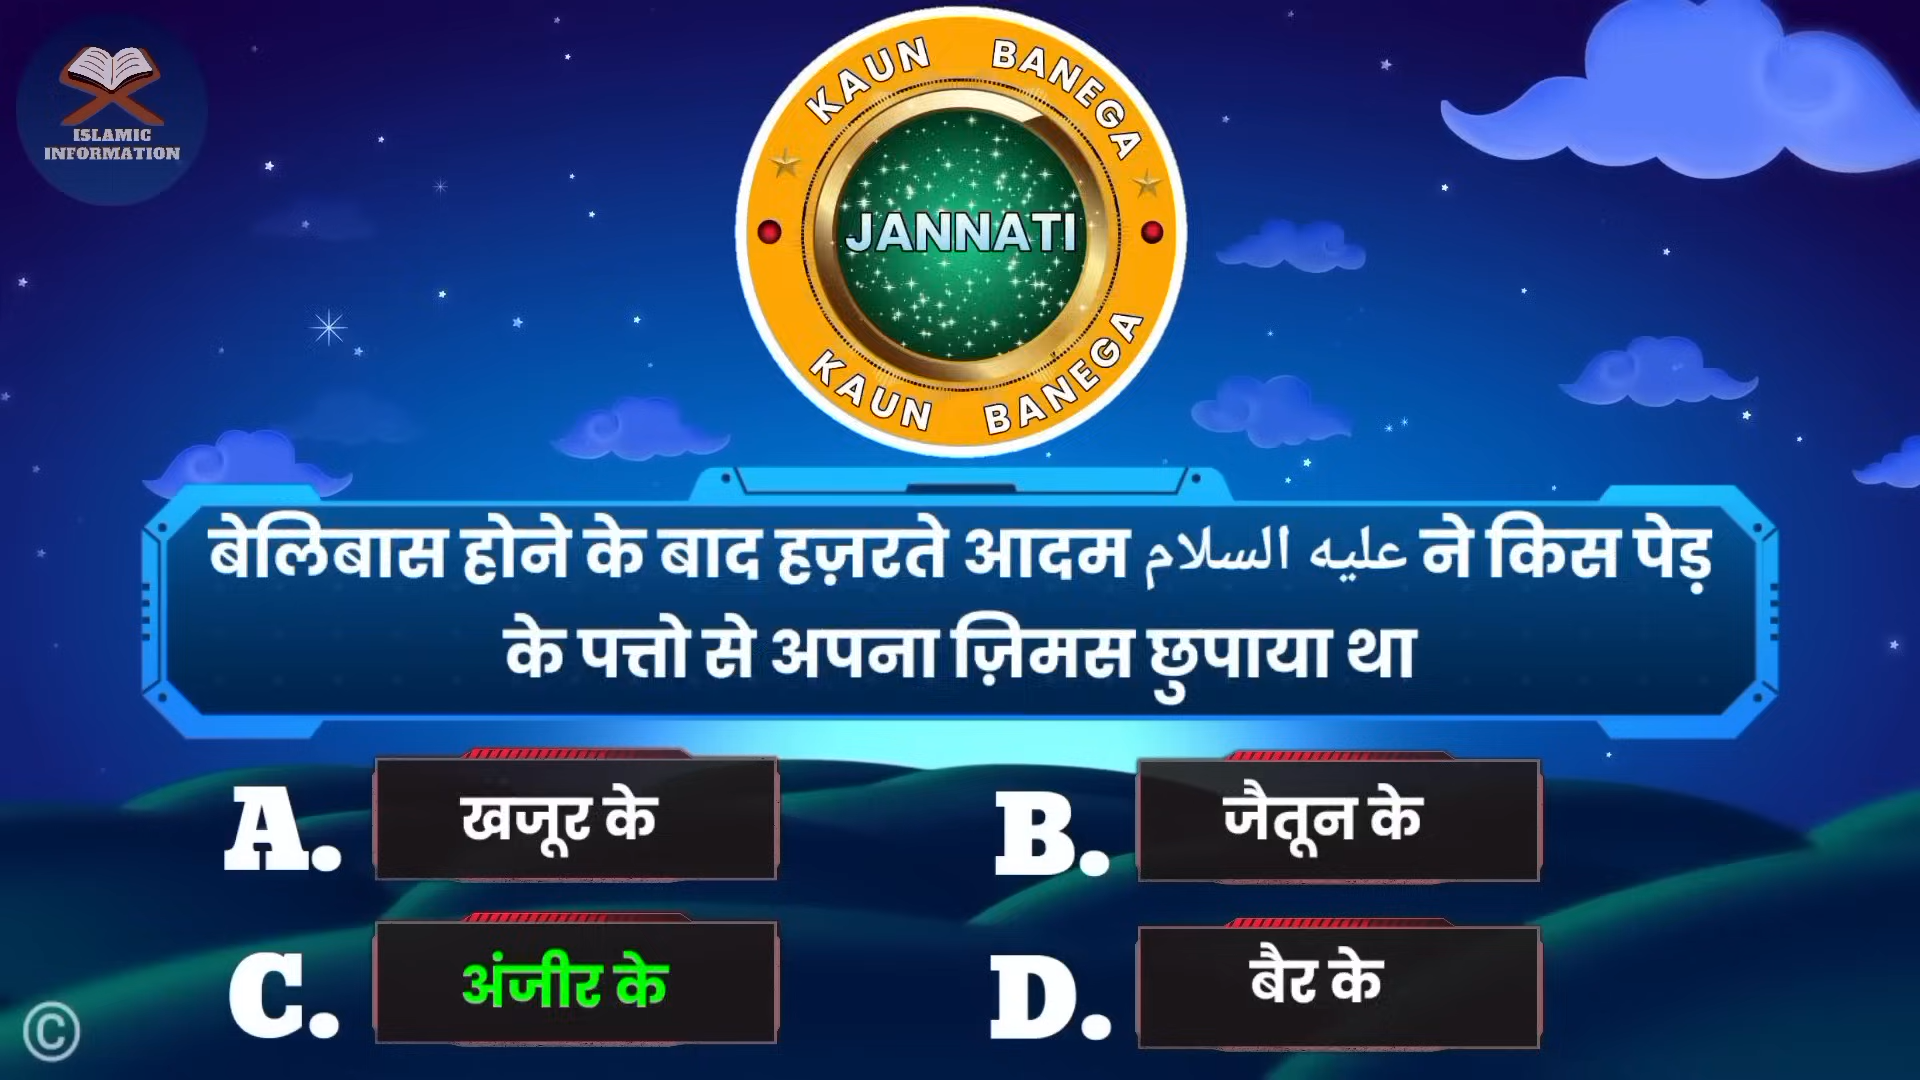 ISLAMIC
INFORMATION
KAUN BANEGA
JANNATI
KAUN BANEGA
बेलिबास होने के बाद हज़रते आदम عليه السلام ने किस पेड़
के पत्तो से अपना ज़िमस छुपाया था
A. खजूर के
B. जैतून के
C. अंजीर के
D. बैर के
©